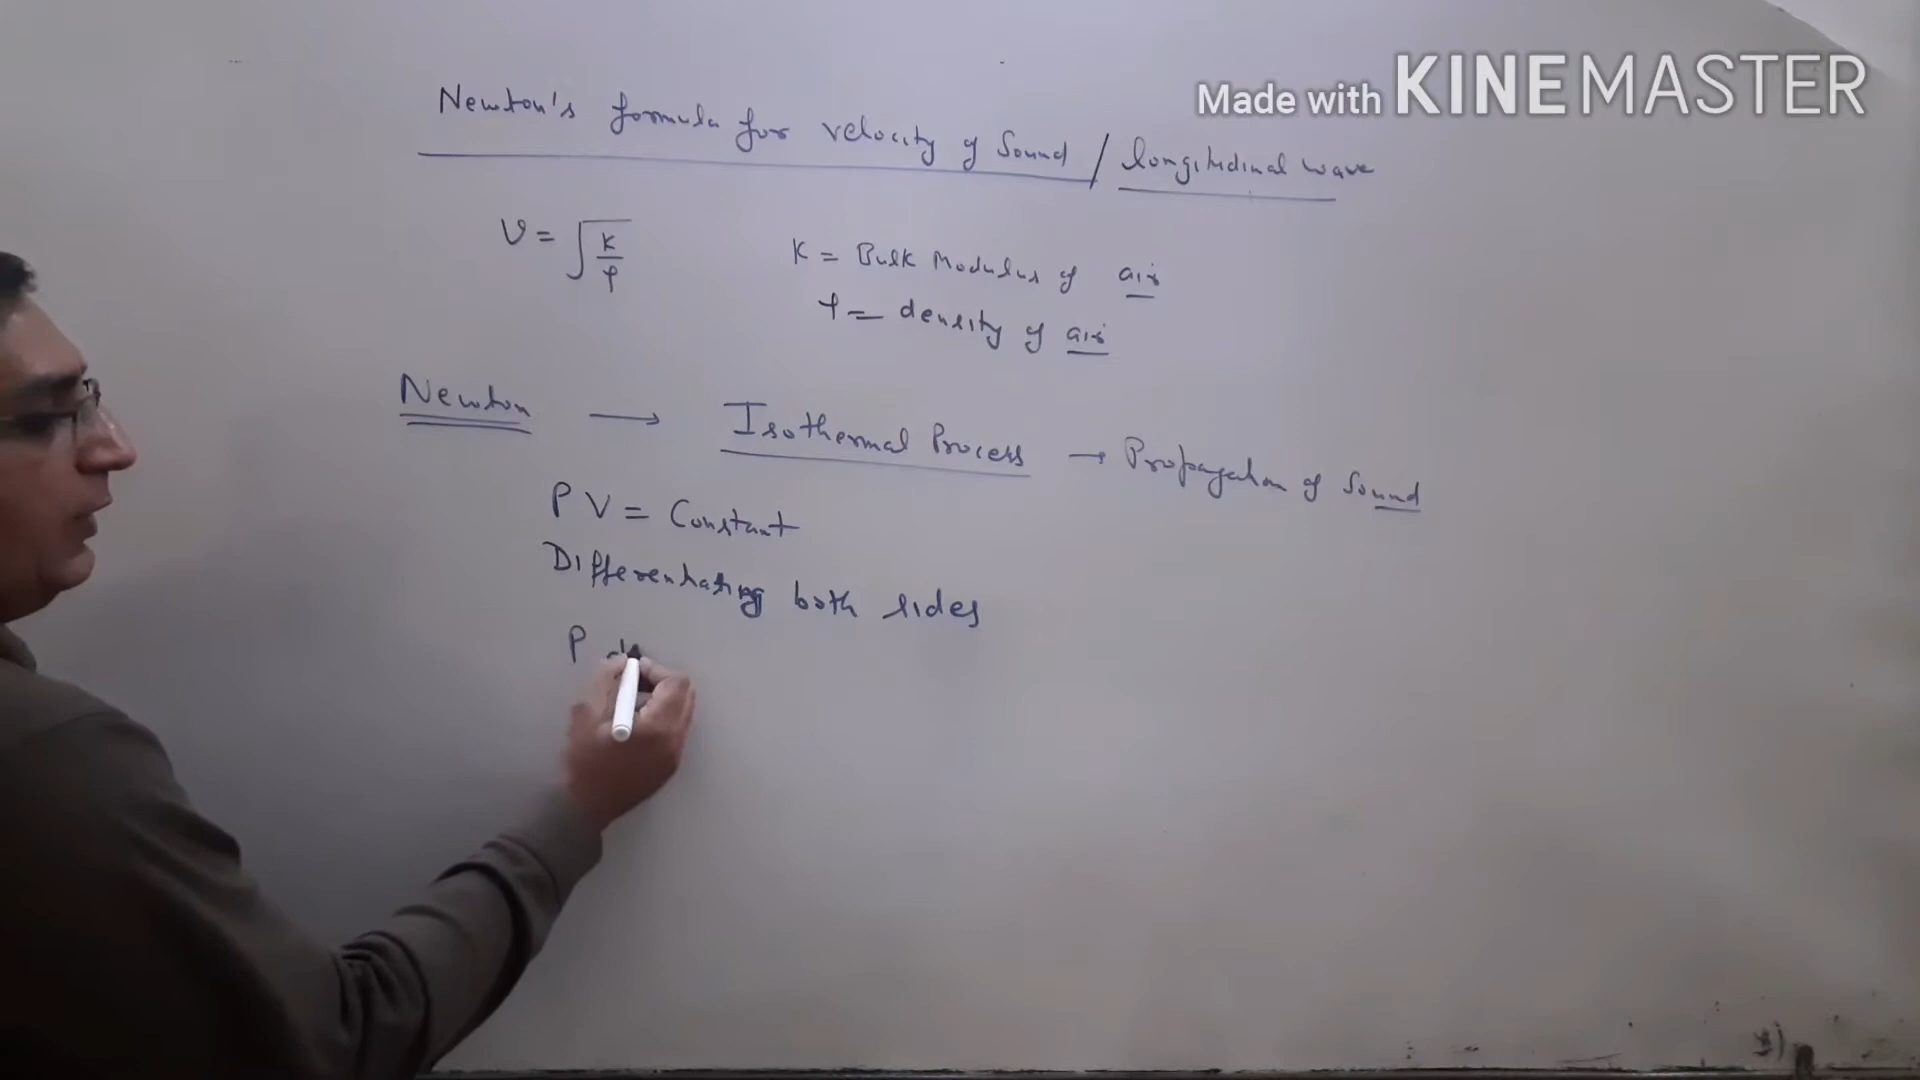 Made with KINEMASTER
Newton's formula for velocity of Sound / longitudinal wave
v = √K/ρ
K = Bulk Modulus of air
ρ = density of air
Newton → Isothermal Process → Propagation of Sound
PV = Constant
Differentiating both sides
P d